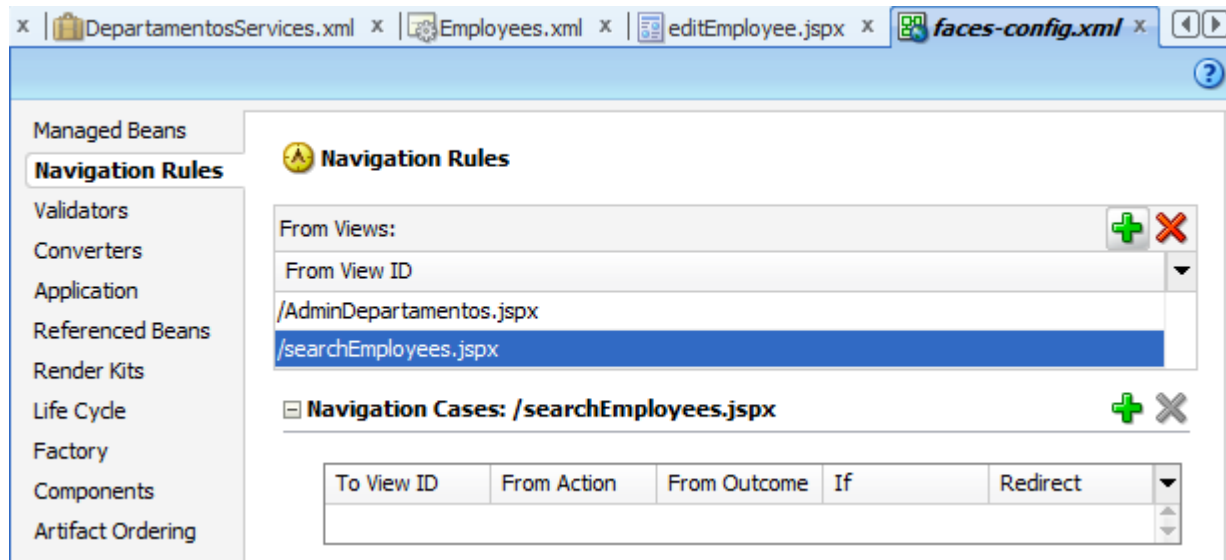 x DepartamentosServices.xml x Employees.xml x editEmployee.jspx x faces-config.xml x
?
Managed Beans
Navigation Rules
Validators
Converters
Application
Referenced Beans
Render Kits
Life Cycle
Factory
Components
Artifact Ordering
Navigation Rules
From Views:
From View ID
/AdminDepartamentos.jspx
/searchEmployees.jspx
Navigation Cases: /searchEmployees.jspx
To View ID From Action From Outcome If Redirect